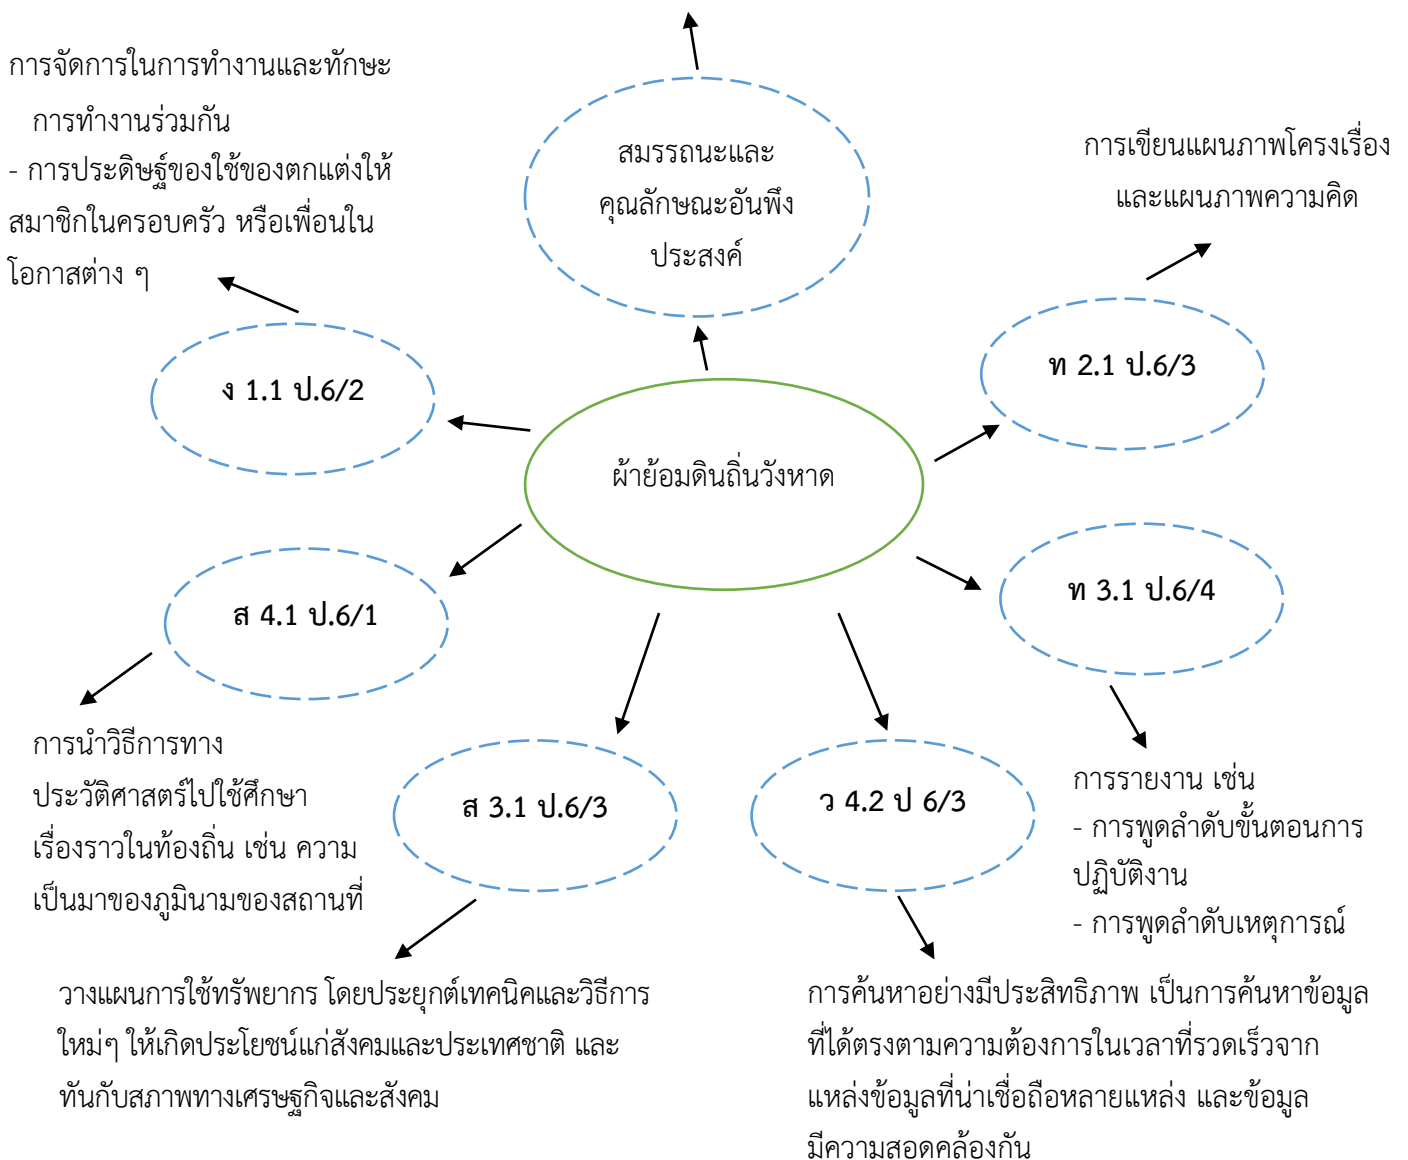 การจัดการในการทำงานและทักษะ
การทำงานร่วมกัน
- การประดิษฐ์ของใช้ของตกแต่งให้
สมาชิกในครอบครัว หรือเพื่อนใน
โอกาสต่าง ๆ
สมรรถนะและ
คุณลักษณะอันพึง
ประสงค์
การเขียนแผนภาพโครงเรื่อง
และแผนภาพความคิด
ง 1.1 ป.6/2
ท 2.1 ป.6/3
ผ้าย้อมดินถิ่นวังหาด
ส 4.1 ป.6/1
ท 3.1 ป.6/4
การนำวิธีการทาง
ประวัติศาสตร์ไปใช้ศึกษา
เรื่องราวในท้องถิ่น เช่น ความ
เป็นมาของภูมินามของสถานที่
ส 3.1 ป.6/3
ว 4.2 ป 6/3
การรายงาน เช่น
- การพูดลำดับขั้นตอนการ
ปฏิบัติงาน
- การพูดลำดับเหตุการณ์
วางแผนการใช้ทรัพยากร โดยประยุกต์เทคนิคและวิธีการ
ใหม่ๆ ให้เกิดประโยชน์แก่สังคมและประเทศชาติ และ
ทันกับสภาพทางเศรษฐกิจและสังคม
การค้นหาอย่างมีประสิทธิภาพ เป็นการค้นหาข้อมูล
ที่ได้ตรงตามความต้องการในเวลาที่รวดเร็วจาก
แหล่งข้อมูลที่น่าเชื่อถือหลายแหล่ง และข้อมูล
มีความสอดคล้องกัน